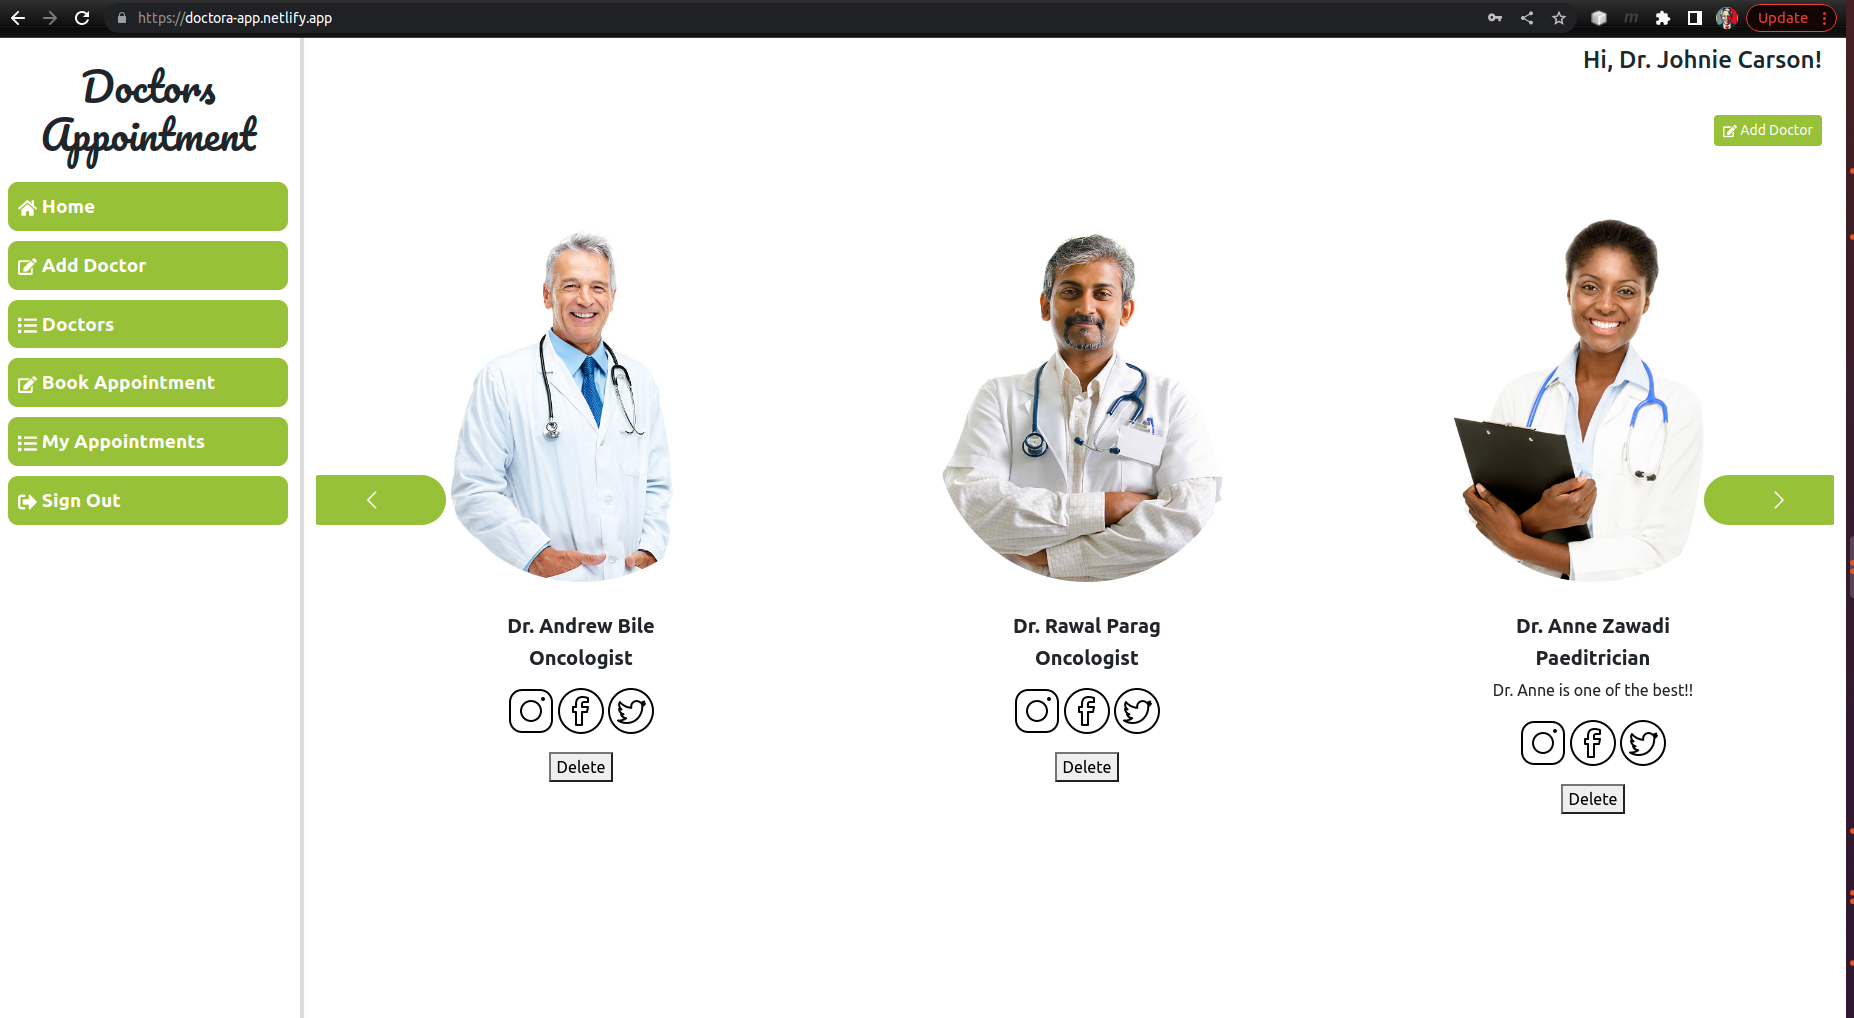 https://doctora-app.netlify.app
Update
Doctors
Appointment
Home
Add Doctor
Doctors
Book Appointment
My Appointments
Sign Out
Hi, Dr. Johnie Carson!
Add Doctor
Dr. Andrew Bile
Oncologist
Delete
Dr. Rawal Parag
Oncologist
Delete
Dr. Anne Zawadi
Paeditrician
Dr. Anne is one of the best!!
Delete